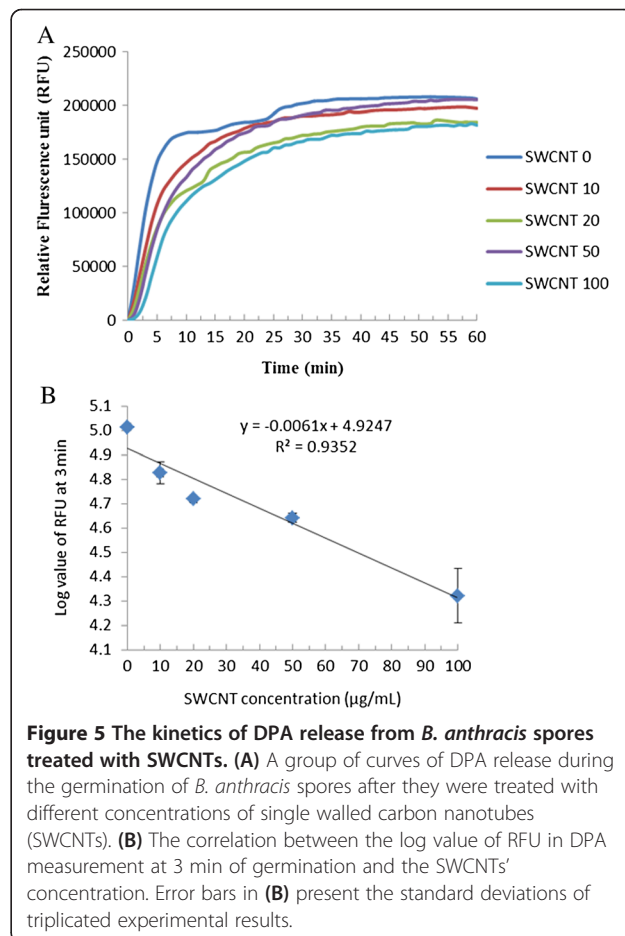 A
250000
200000
150000
100000
50000
0
Relative Flurescence unit (RFU)
0 5 10 15 20 25 30 35 40 45 50 55 60
Time (min)
SWCNT 0
SWCNT 10
SWCNT 20
SWCNT 50
SWCNT 100
B
5.1
5.0
4.9
4.8
4.7
4.6
4.5
4.4
4.3
4.2
4.1
Log value of RFU at 3min
y = -0.0061x + 4.9247
R² = 0.9352
0 10 20 30 40 50 60 70 80 90 100
SWCNT concentration (µg/mL)
Figure 5 The kinetics of DPA release from B. anthracis spores
treated with SWCNTs. (A) A group of curves of DPA release during
the germination of B. anthracis spores after they were treated with
different concentrations of single walled carbon nanotubes
(SWCNTs). (B) The correlation between the log value of RFU in DPA
measurement at 3 min of germination and the SWCNTs'
concentration. Error bars in (B) present the standard deviations of
triplicated experimental results.